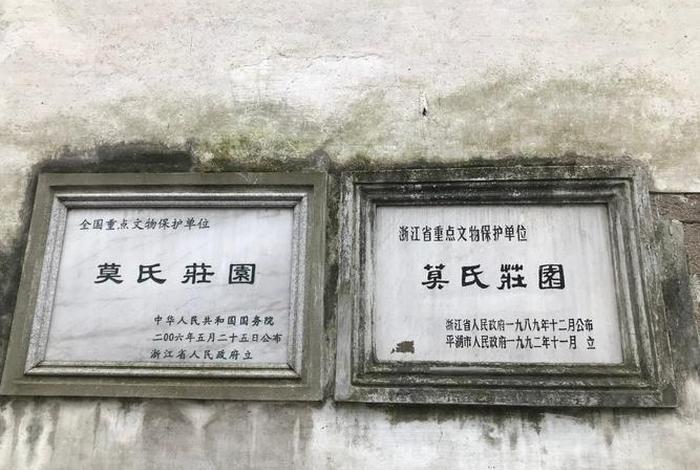 全国重点文物保护单位
莫氏莊園
中华人民共和国国务院
二00六年五月二十五日公布
浙江省人民政府立
浙江省重点文物保护单位
莫氏莊園
浙江省人民政府一九八九年十二月公布
平湖市人民政府一九九二年十一月 立